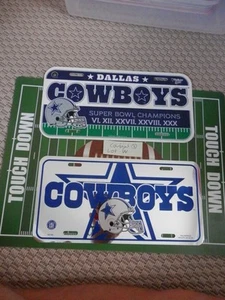 DALLAS
COWBOYS
SUPER BOWL CHAMPIONS
VI, XII, XXVII, XXVIII, XXX
TOUCH DOWN
TOUCH DOWN
COWBOYS